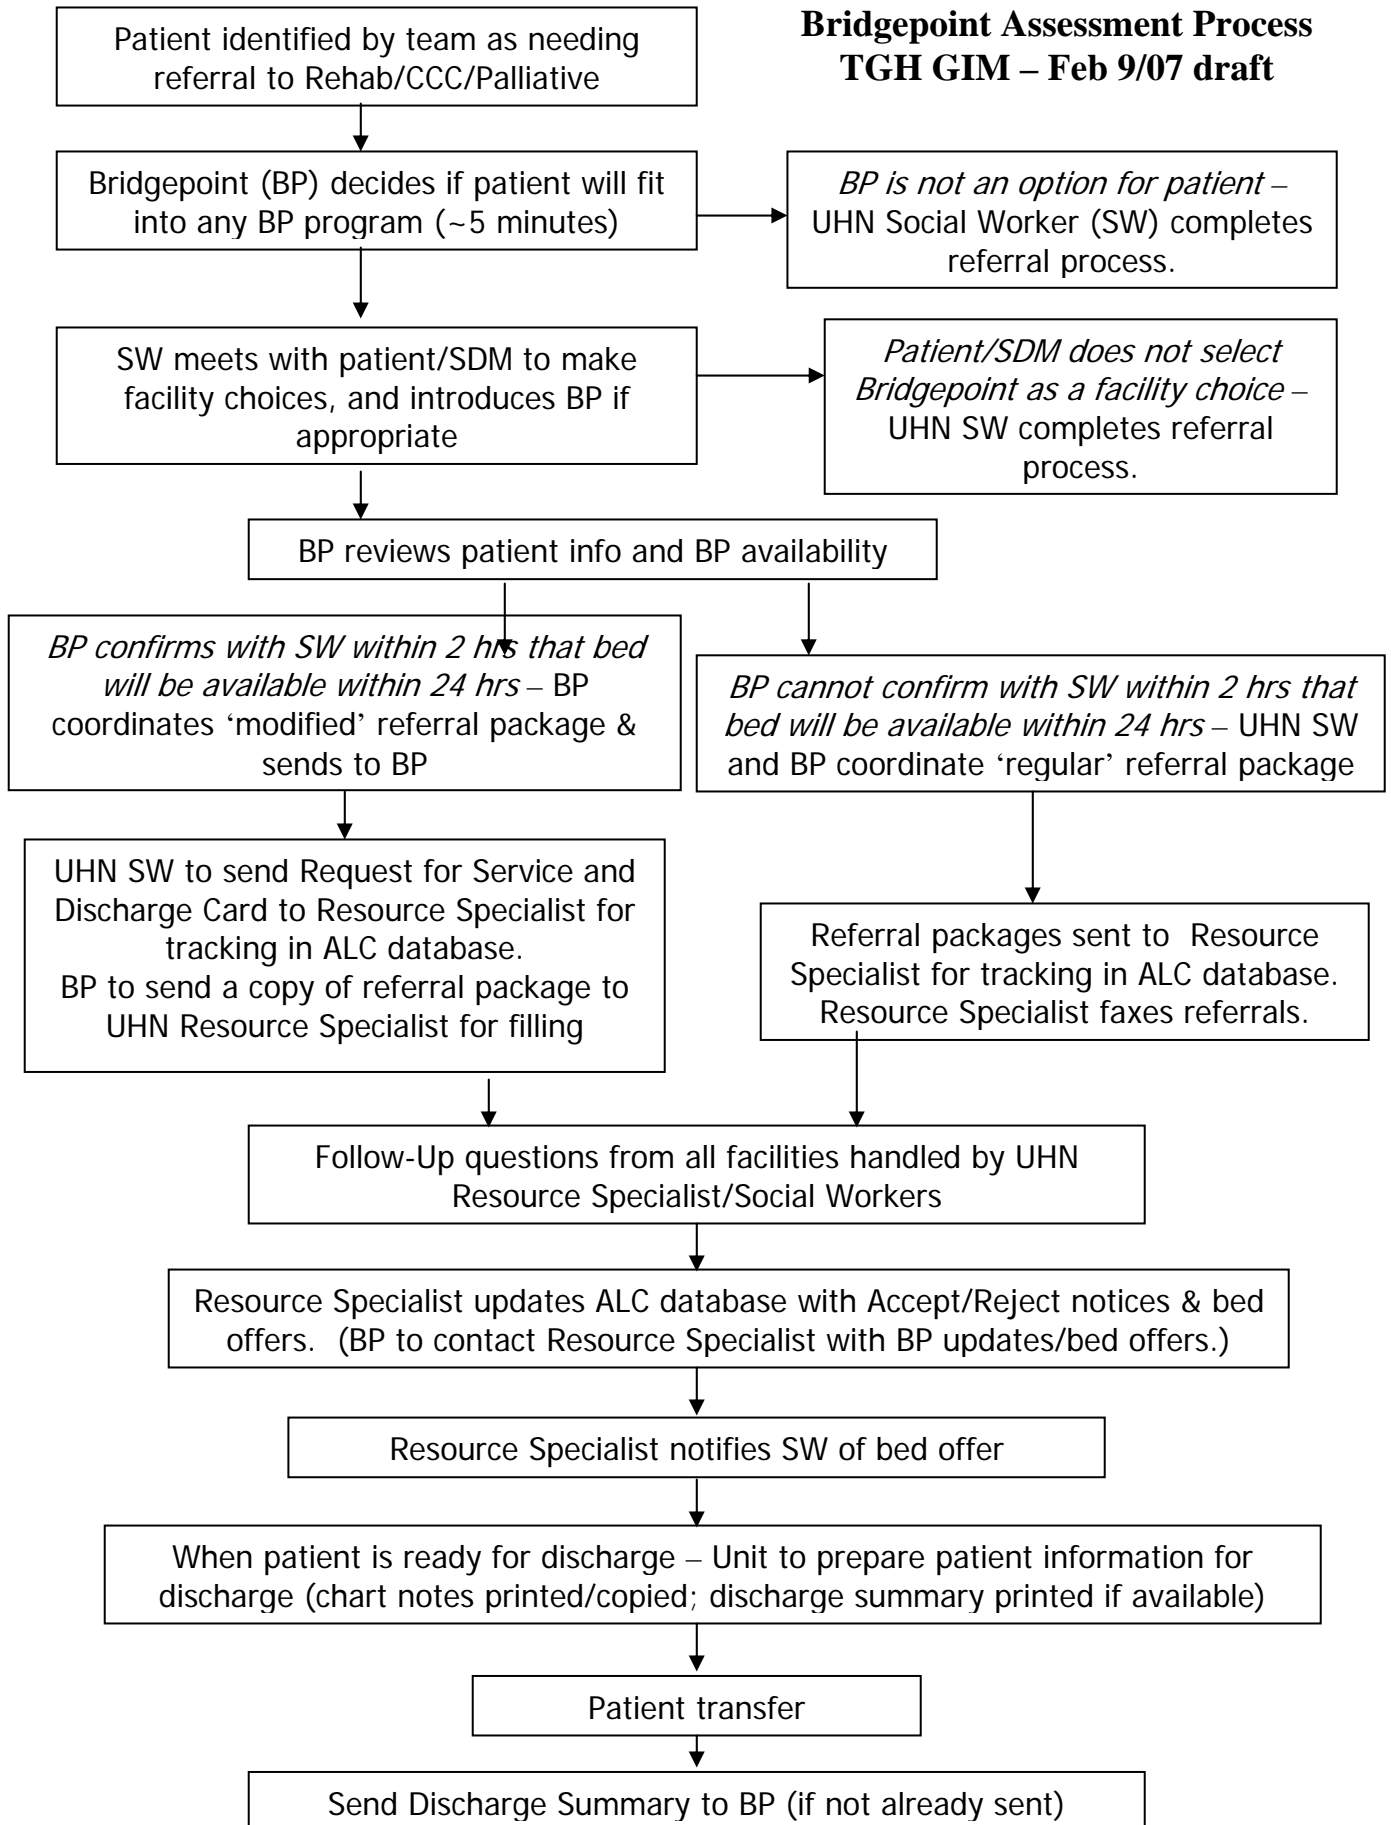 Bridgepoint Assessment Process
TGH GIM – Feb 9/07 draft
Patient identified by team as needing
referral to Rehab/CCC/Palliative
Bridgepoint (BP) decides if patient will fit
into any BP program (~5 minutes)
BP is not an option for patient –
UHN Social Worker (SW) completes
referral process.
SW meets with patient/SDM to make
facility choices, and introduces BP if
appropriate
Patient/SDM does not select
Bridgepoint as a facility choice –
UHN SW completes referral
process.
BP reviews patient info and BP availability
BP confirms with SW within 2 hrs that bed
will be available within 24 hrs – BP
coordinates ‘modified’ referral package &
sends to BP
BP cannot confirm with SW within 2 hrs that
bed will be available within 24 hrs – UHN SW
and BP coordinate ‘regular’ referral package
UHN SW to send Request for Service and
Discharge Card to Resource Specialist for
tracking in ALC database.
BP to send a copy of referral package to
UHN Resource Specialist for filling
Referral packages sent to  Resource
Specialist for tracking in ALC database.
Resource Specialist faxes referrals.
Follow-Up questions from all facilities handled by UHN
Resource Specialist/Social Workers
Resource Specialist updates ALC database with Accept/Reject notices & bed
offers.  (BP to contact Resource Specialist with BP updates/bed offers.)
Resource Specialist notifies SW of bed offer
When patient is ready for discharge – Unit to prepare patient information for
discharge (chart notes printed/copied; discharge summary printed if available)
Patient transfer
Send Discharge Summary to BP (if not already sent)